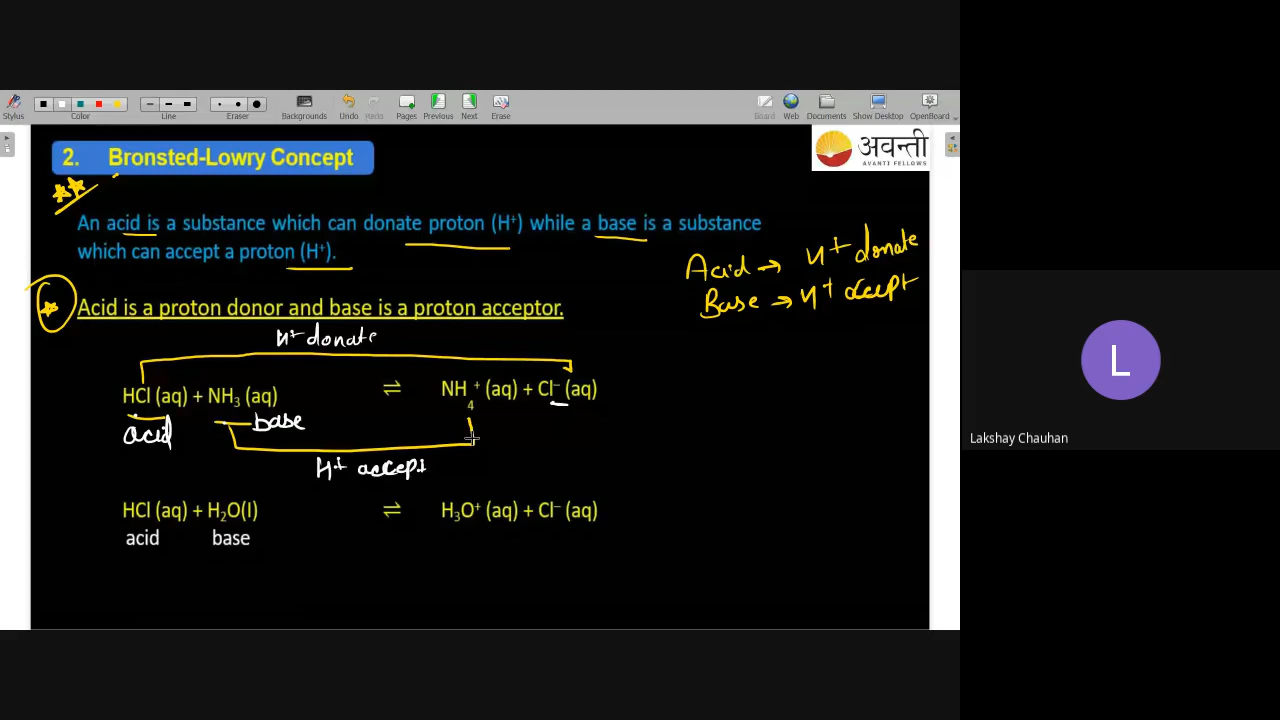 Stylus
Color
Line
Eraser
Backgrounds
Undo
Redo
Pages
Previous
Next
Erase
Board
Web
Documents
Show Desktop
OpenBoard
अवन्ती
AVANTI FELLOWS
2. Bronsted-Lowry Concept
An acid is a substance which can donate proton (H⁺) while a base is a substance
which can accept a proton (H⁺).
Acid → H⁺ donate
Base → H⁺ accept
Acid is a proton donor and base is a proton acceptor.
H⁺ donate
HCl (aq) + NH₃ (aq) ⇌ NH₄⁺ (aq) + Cl⁻ (aq)
acid base
H⁺ accept
HCl (aq) + H₂O(l) ⇌ H₃O⁺ (aq) + Cl⁻ (aq)
acid base
L
Lakshay Chauhan